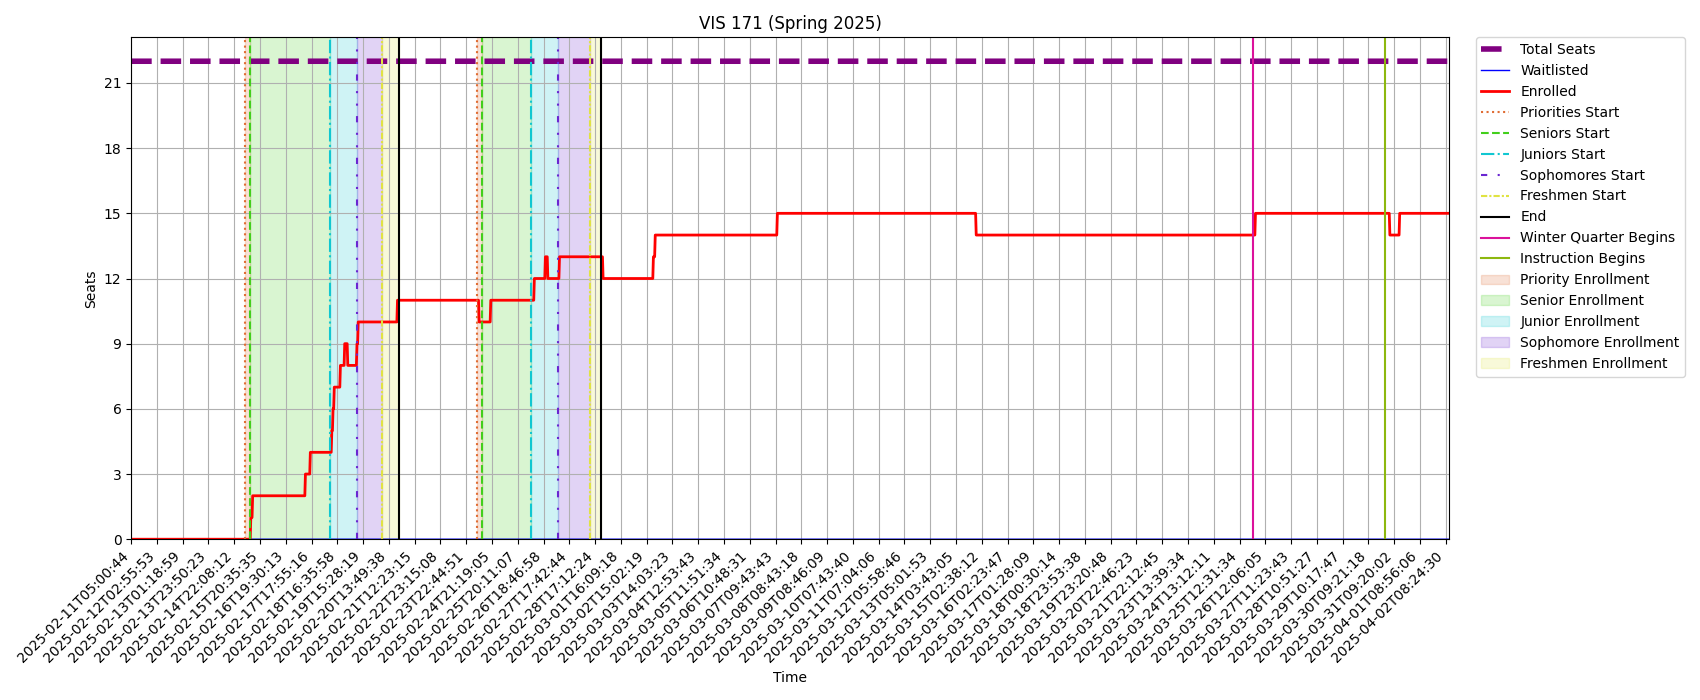 VIS 171 (Spring 2025)
Total Seats
Waitlisted
Enrolled
Priorities Start
Seniors Start
Juniors Start
Sophomores Start
Freshmen Start
End
Winter Quarter Begins
Instruction Begins
Priority Enrollment
Senior Enrollment
Junior Enrollment
Sophomore Enrollment
Freshmen Enrollment
Seats
21
18
15
12
9
6
3
0
2025-02-11T05:00:44
2025-02-12T02:55:53
2025-02-13T01:18:59
2025-02-13T23:50:23
2025-02-14T22:08:12
2025-02-15T20:35:35
2025-02-16T19:30:13
2025-02-17T17:55:16
2025-02-18T16:35:58
2025-02-19T15:28:19
2025-02-20T13:49:38
2025-02-21T12:23:15
2025-02-22T23:15:08
2025-02-23T22:44:51
2025-02-24T21:19:05
2025-02-25T20:11:07
2025-02-26T18:46:58
2025-02-27T17:42:44
2025-02-28T17:12:24
2025-03-01T16:09:18
2025-03-02T15:02:19
2025-03-03T14:03:23
2025-03-04T12:53:43
2025-03-05T11:51:34
2025-03-06T10:48:31
2025-03-07T09:43:43
2025-03-08T08:43:18
2025-03-09T08:46:09
2025-03-10T07:43:40
2025-03-11T07:04:06
2025-03-12T05:58:46
2025-03-13T05:01:53
2025-03-14T03:43:05
2025-03-15T02:38:12
2025-03-16T02:23:47
2025-03-17T01:28:09
2025-03-18T00:30:14
2025-03-18T23:53:38
2025-03-19T23:20:48
2025-03-20T22:46:23
2025-03-21T22:12:45
2025-03-23T13:39:34
2025-03-24T13:12:11
2025-03-25T12:31:34
2025-03-26T12:06:05
2025-03-27T11:23:43
2025-03-28T10:51:27
2025-03-29T10:17:47
2025-03-30T09:21:18
2025-03-31T09:20:02
2025-04-01T08:56:06
2025-04-02T08:24:30
Time